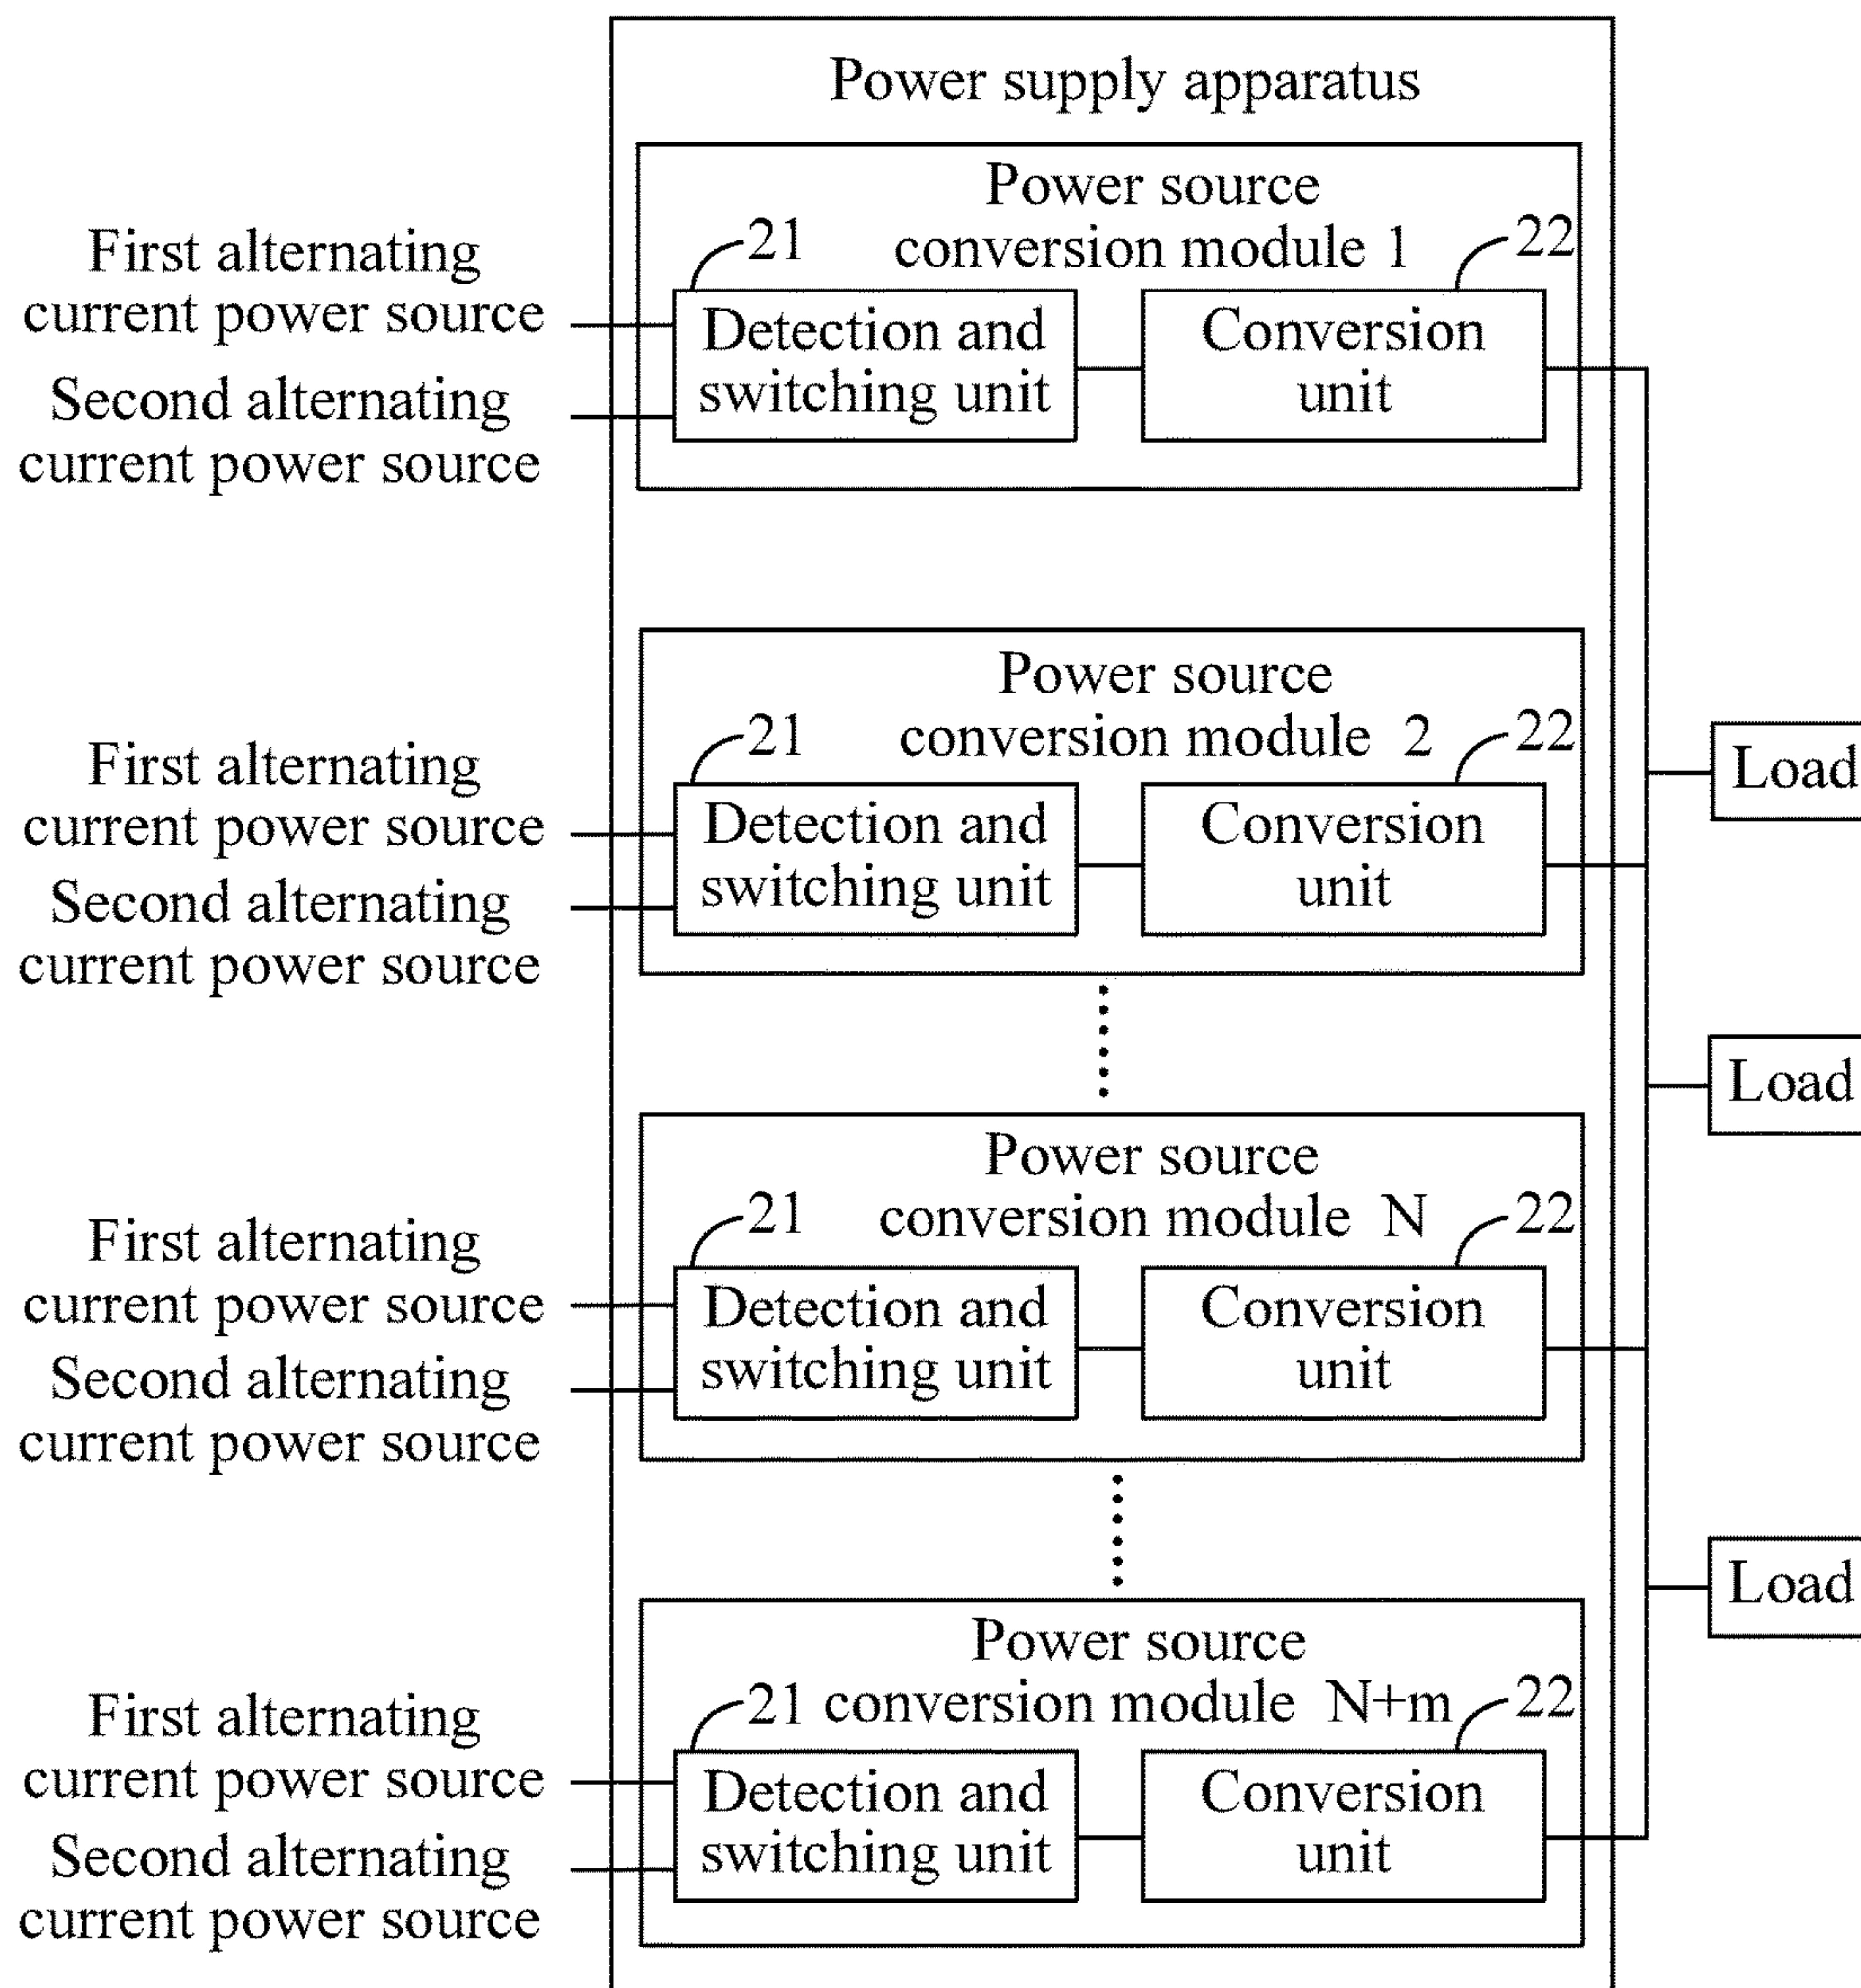 Power supply apparatus
Power source
conversion module 1
21
22
First alternating
current power source
Second alternating
current power source
Detection and
switching unit
Conversion
unit
Power source
conversion module 2
21
22
First alternating
current power source
Second alternating
current power source
Detection and
switching unit
Conversion
unit
Load
Load
Power source
conversion module N
21
22
First alternating
current power source
Second alternating
current power source
Detection and
switching unit
Conversion
unit
Load
Power source
conversion module N+m
21
22
First alternating
current power source
Second alternating
current power source
Detection and
switching unit
Conversion
unit